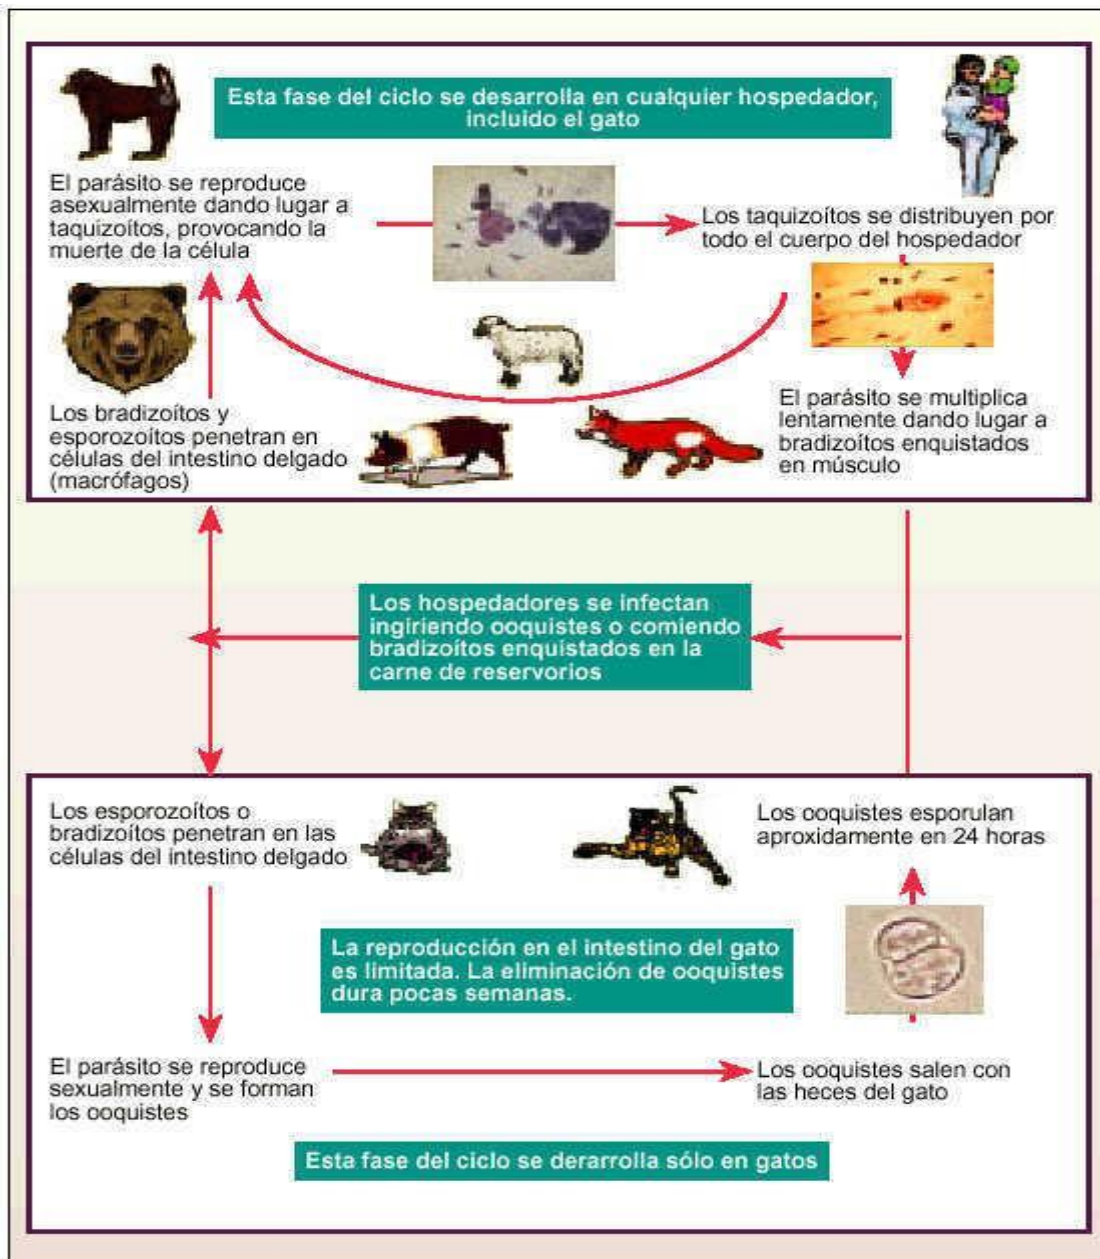 Esta fase del ciclo se desarrolla en cualquier hospedador,
incluido el gato
El parásito se reproduce
asexualmente dando lugar a
taquizoítos, provocando la
muerte de la célula
Los taquizoítos se distribuyen por
todo el cuerpo del hospedador
Los bradizoítos y
esporozoítos penetran en
células del intestino delgado
(macrófagos)
El parásito se multiplica
lentamente dando lugar a
bradizoítos enquistados
en músculo
Los hospedadores se infectan
ingiriendo ooquistes o comiendo
bradizoítos enquistados en la
carne de reservorios
Los esporozoítos o
bradizoítos penetran en las
células del intestino delgado
Los ooquistes esporulan
aproxidamente en 24 horas
La reproducción en el intestino del gato
es limitada. La eliminación de ooquistes
dura pocas semanas.
El parásito se reproduce
sexualmente y se forman
los ooquistes
Los ooquistes salen con
las heces del gato
Esta fase del ciclo se derarrolla sólo en gatos